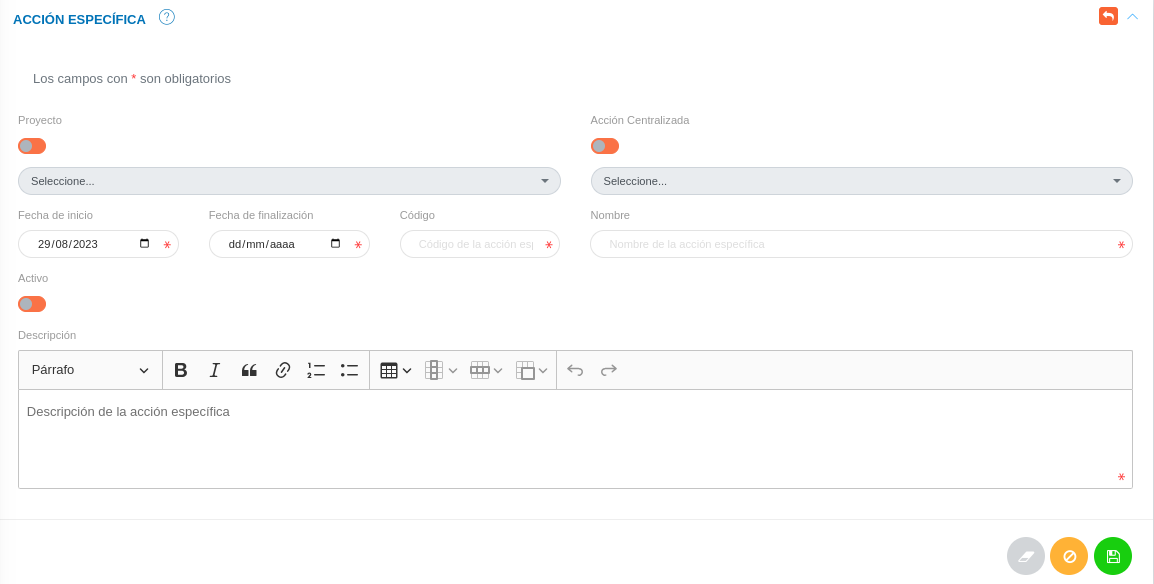 ACCIÓN ESPECÍFICA ?
Los campos con * son obligatorios
Proyecto Acción Centralizada
Seleccione... Seleccione...
Fecha de inicio Fecha de finalización Código Nombre
29/08/2023 * dd/mm/aaaa * Código de la acción esp * Nombre de la acción específica *
Activo
Descripción
Párrafo B I
Descripción de la acción específica
*